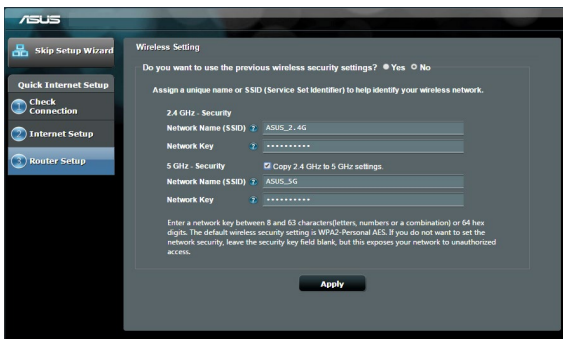 ASUS
Skip Setup Wizard
Quick Internet Setup
1 Check Connection
2 Internet Setup
3 Router Setup
Wireless Setting
Do you want to use the previous wireless security settings? Yes No
Assign a unique name or SSID (Service Set Identifier) to help identify your wireless network.
2.4 GHz - Security
Network Name (SSID) ? ASUS_2.4G
Network Key ? ••••••••••
5 GHz - Security Copy 2.4 GHz to 5 GHz settings.
Network Name (SSID) ? ASUS_5G
Network Key ? ••••••••••
Enter a network key between 8 and 63 characters(letters, numbers or a combination) or 64 hex
digits. The default wireless security setting is WPA2-Personal AES. If you do not want to set the
network security, leave the security key field blank, but this exposes your network to unauthorized
access.
Apply